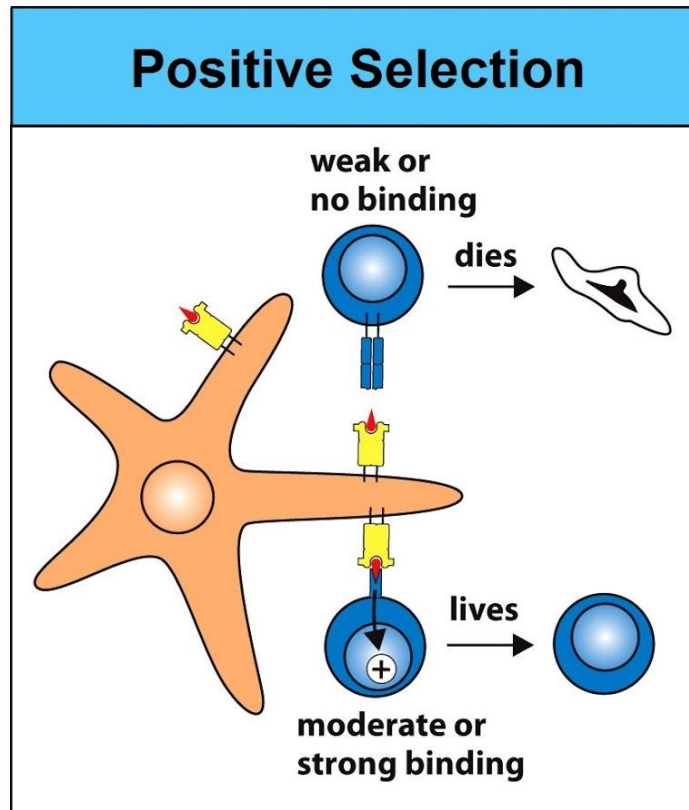 Positive Selection
weak or
no binding
dies
+
lives
moderate or
strong binding